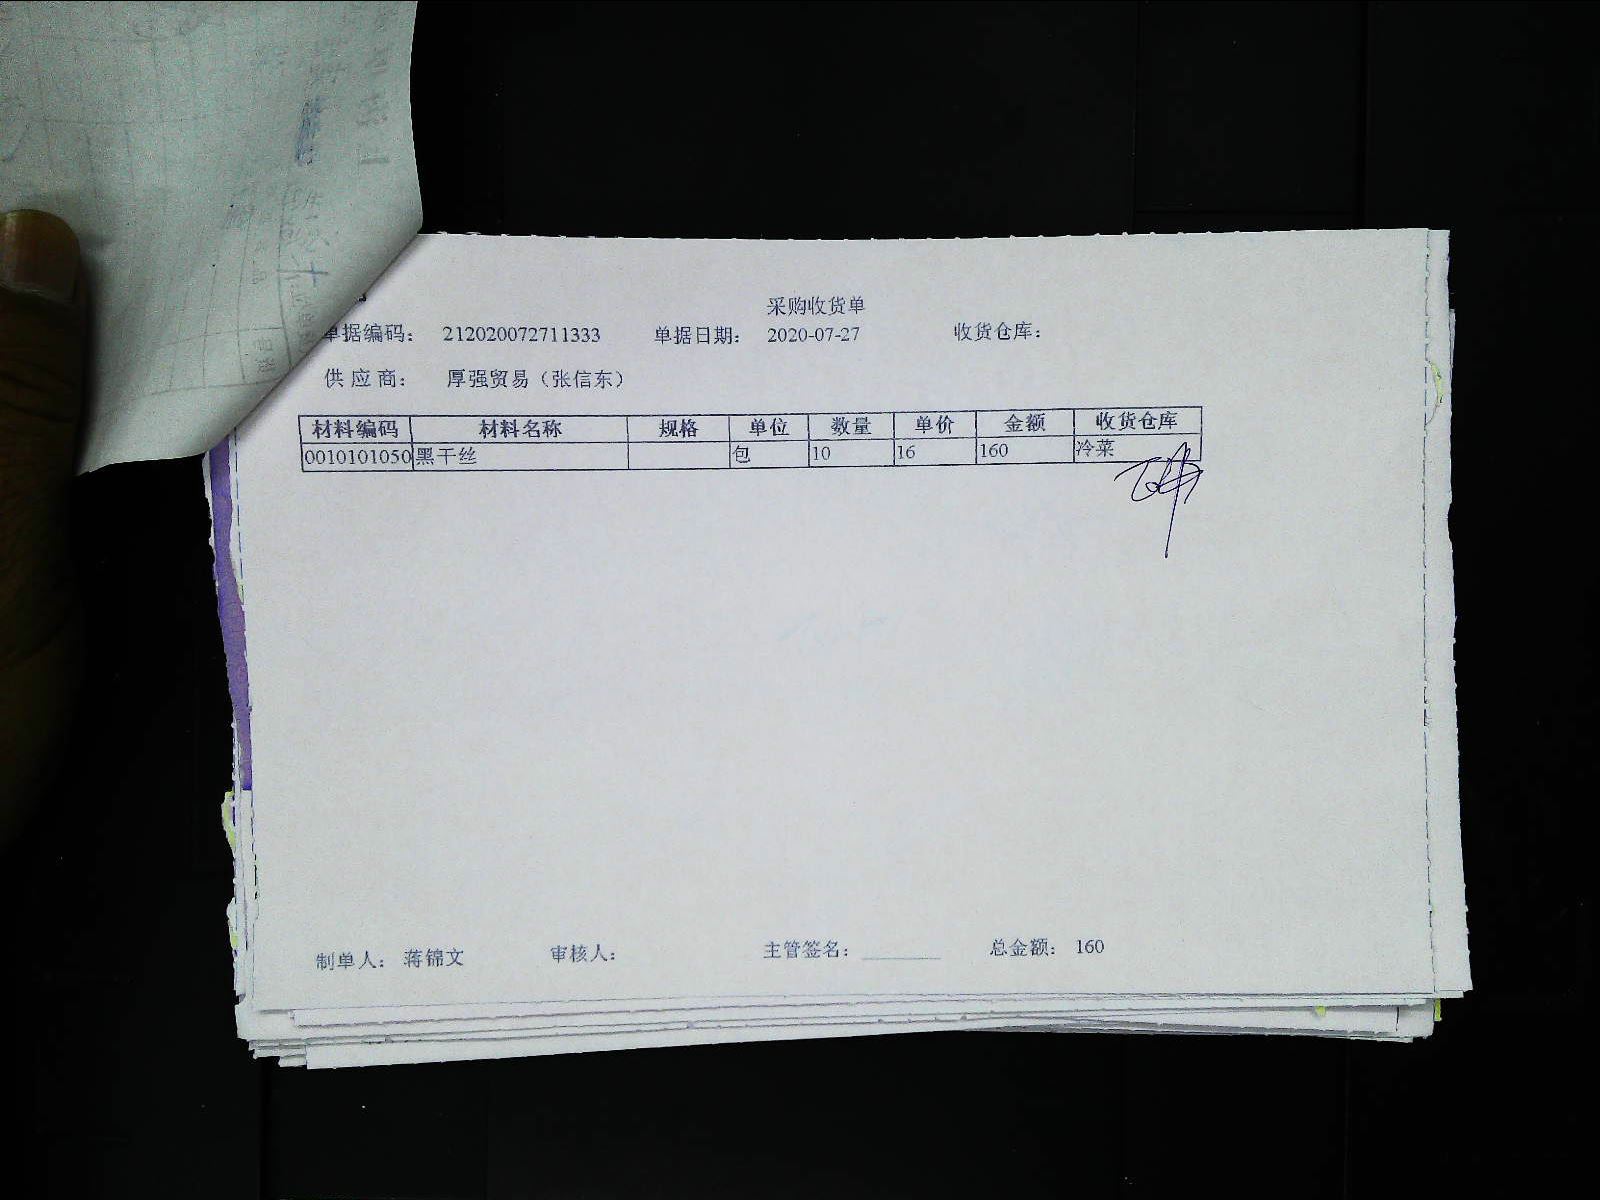 采购收货单
单据编码： 212020072711333 单据日期： 2020-07-27 收货仓库：
供应商： 厚强贸易（张信东）
材料编码 材料名称 规格 单位 数量 单价 金额 收货仓库
0010101050 黑干丝 包 10 16 160 冷菜
制单人： 蒋锦文 审核人： 主管签名： 总金额： 160